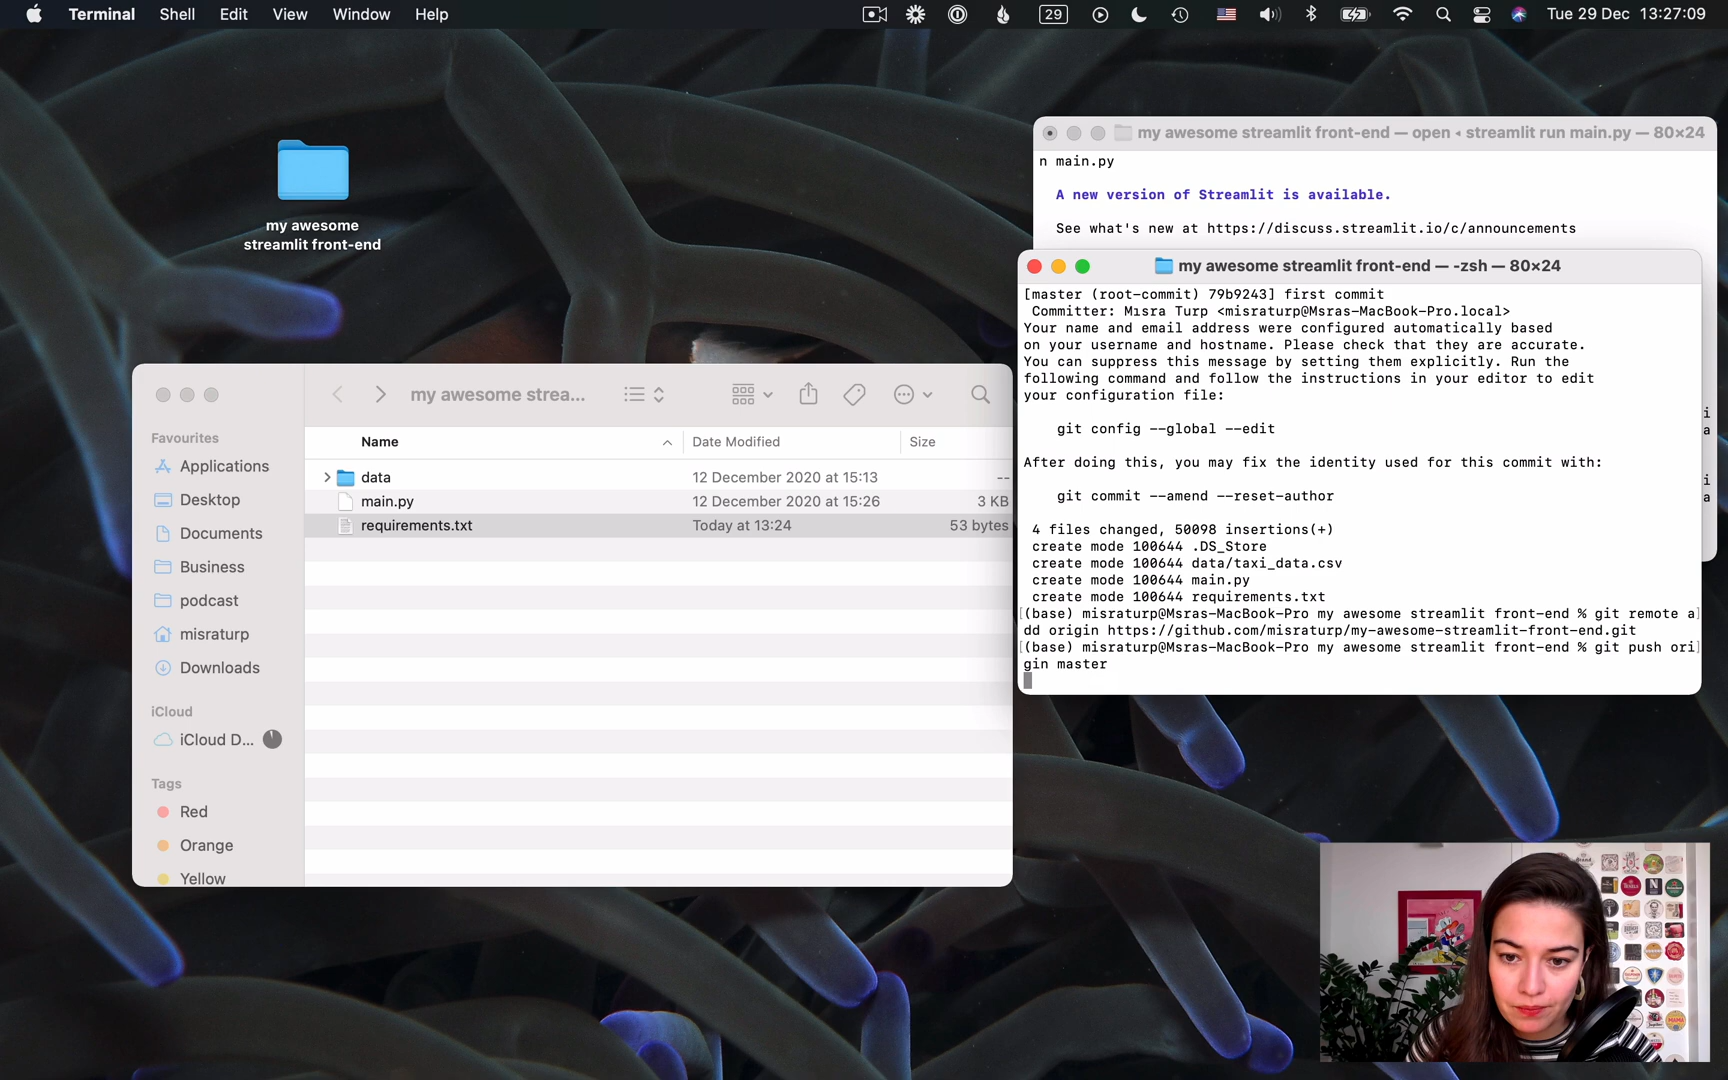 Terminal Shell Edit View Window Help 29 Tue 29 Dec 13:27:09
my awesome
streamlit front-end
my awesome streamlit front-end — open ◂ streamlit run main.py — 80×24
n main.py
A new version of Streamlit is available.
See what's new at https://discuss.streamlit.io/c/announcements
i
a
i
a
my awesome streamlit front-end — -zsh — 80×24
[master (root-commit) 79b9243] first commit
Committer: Mısra Turp <misraturp@Msras-MacBook-Pro.local>
Your name and email address were configured automatically based
on your username and hostname. Please check that they are accurate.
You can suppress this message by setting them explicitly. Run the
following command and follow the instructions in your editor to edit
your configuration file:
git config --global --edit
After doing this, you may fix the identity used for this commit with:
git commit --amend --reset-author
4 files changed, 50098 insertions(+)
create mode 100644 .DS_Store
create mode 100644 data/taxi_data.csv
create mode 100644 main.py
create mode 100644 requirements.txt
[(base) misraturp@Msras-MacBook-Pro my awesome streamlit front-end % git remote a]
dd origin https://github.com/misraturp/my-awesome-streamlit-front-end.git
[(base) misraturp@Msras-MacBook-Pro my awesome streamlit front-end % git push ori]
gin master
my awesome strea...
Favourites
Applications
Desktop
Documents
Business
podcast
misraturp
Downloads
iCloud
iCloud D...
Tags
Red
Orange
Yellow
Name Date Modified Size
data 12 December 2020 at 15:13 --
main.py 12 December 2020 at 15:26 3 KB
requirements.txt Today at 13:24 53 bytes